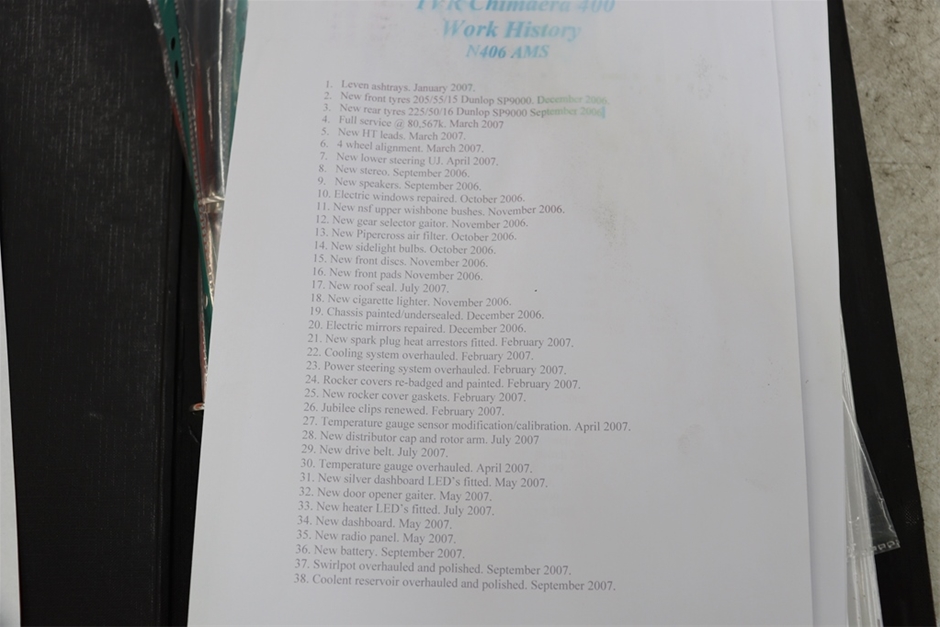 TVR Chimaera 400
Work History
N406 AMS
1. Leven ashtrays. January 2007.
2. New front tyres 205/55/15 Dunlop SP9000. December 2006.
3. New rear tyres 225/50/16 Dunlop SP9000 September 2006
4. Full service @ 80,567k. March 2007
5. New HT leads. March 2007.
6. 4 wheel alignment. March 2007.
7. New lower steering UJ. April 2007.
8. New stereo. September 2006.
9. New speakers. September 2006.
10. Electric windows repaired. October 2006.
11. New nsf upper wishbone bushes. November 2006.
12. New gear selector gaitor. November 2006.
13. New Pipercross air filter. October 2006.
14. New sidelight bulbs. October 2006.
15. New front discs. November 2006.
16. New front pads November 2006.
17. New roof seal. July 2007.
18. New cigarette lighter. November 2006.
19. Chassis painted/undersealed. December 2006.
20. Electric mirrors repaired. December 2006.
21. New spark plug heat arrestors fitted. February 2007.
22. Cooling system overhauled. February 2007.
23. Power steering system overhauled. February 2007.
24. Rocker covers re-badged and painted. February 2007.
25. New rocker cover gaskets. February 2007.
26. Jubilee clips renewed. February 2007.
27. Temperature gauge sensor modification/calibration. April 2007.
28. New distributor cap and rotor arm. July 2007
29. New drive belt. July 2007.
30. Temperature gauge overhauled. April 2007.
31. New silver dashboard LED's fitted. May 2007.
32. New door opener gaiter. May 2007.
33. New heater LED's fitted. July 2007.
34. New dashboard. May 2007.
35. New radio panel. May 2007.
36. New battery. September 2007.
37. Swirlpot overhauled and polished. September 2007.
38. Coolent reservoir overhauled and polished. September 2007.